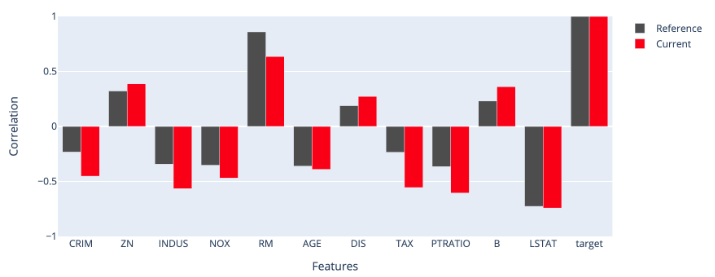 1
0.5
0
−0.5
−1
Correlation
CRIM ZN INDUS NOX RM AGE DIS TAX PTRATIO B LSTAT target
Features
Reference
Current